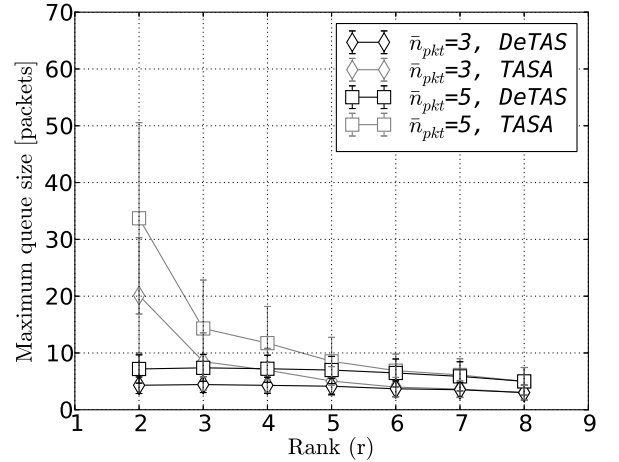 70
60
50
40
30
20
10
0
Maximum queue size [packets]
n̄pkt=3, DeTAS
n̄pkt=3, TASA
n̄pkt=5, DeTAS
n̄pkt=5, TASA
1 2 3 4 5 6 7 8 9
Rank (r)